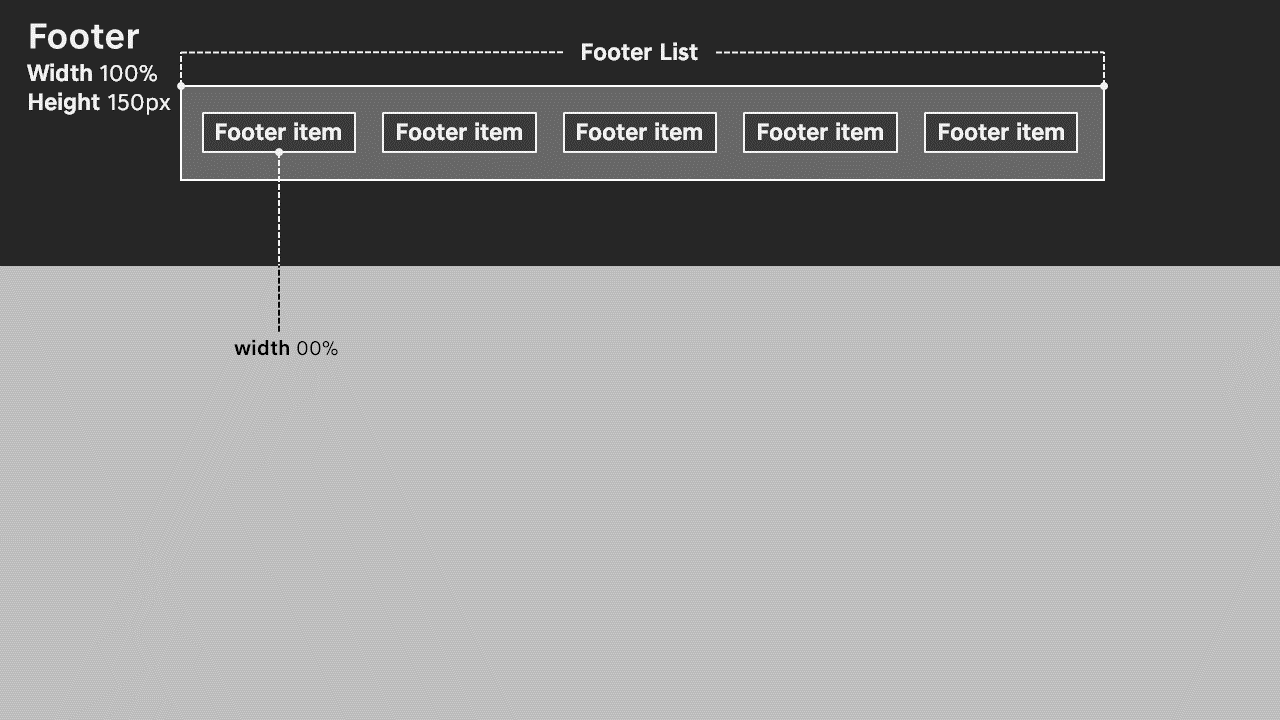 Footer
Width 100%
Height 150px
Footer List
Footer item Footer item Footer item Footer item Footer item
width 00%